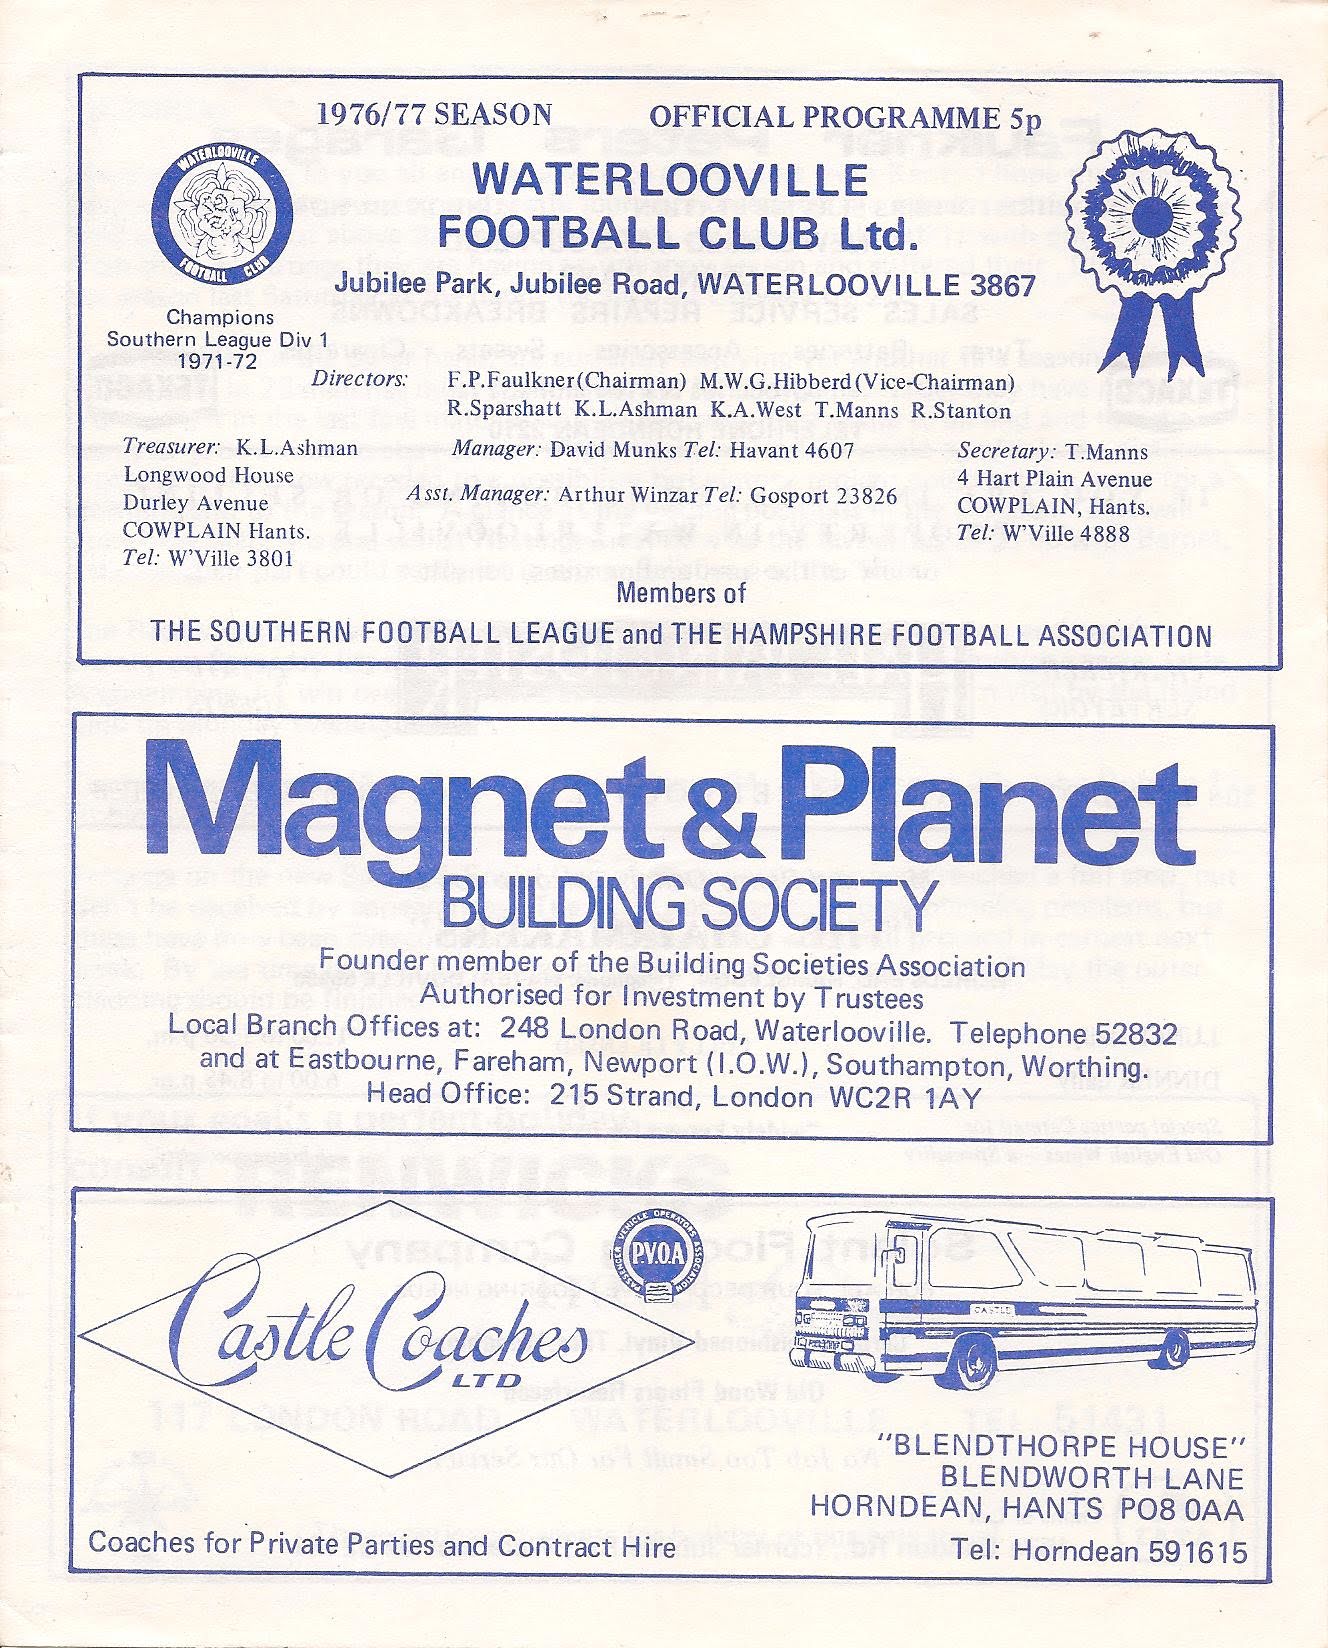 1976/77 SEASON OFFICIAL PROGRAMME 5p
WATERLOOVILLE
FOOTBALL CLUB
WATERLOOVILLE
FOOTBALL CLUB Ltd.
Jubilee Park, Jubilee Road, WATERLOOVILLE 3867
Champions
Southern League Div 1
1971-72
Directors: F.P.Faulkner(Chairman) M.W.G.Hibberd(Vice-Chairman)
R.Sparshatt K.L.Ashman K.A.West T.Manns R.Stanton
Treasurer: K.L.Ashman
Longwood House
Durley Avenue
COWPLAIN Hants.
Tel: W'Ville 3801
Manager: David Munks Tel: Havant 4607
Asst. Manager: Arthur Winzar Tel: Gosport 23826
Secretary: T.Manns
4 Hart Plain Avenue
COWPLAIN, Hants.
Tel: W'Ville 4888
Members of
THE SOUTHERN FOOTBALL LEAGUE and THE HAMPSHIRE FOOTBALL ASSOCIATION
Magnet & Planet
BUILDING SOCIETY
Founder member of the Building Societies Association
Authorised for Investment by Trustees
Local Branch Offices at: 248 London Road, Waterlooville. Telephone 52832
and at Eastbourne, Fareham, Newport (I.O.W.), Southampton, Worthing.
Head Office: 215 Strand, London WC2R 1AY
Castle Coaches
LTD
PASSENGER VEHICLE OPERATORS ASSOCIATION
P.V.O.A
CASTLE
"BLENDTHORPE HOUSE"
BLENDWORTH LANE
HORNDEAN, HANTS PO8 0AA
Coaches for Private Parties and Contract Hire
Tel: Horndean 591615